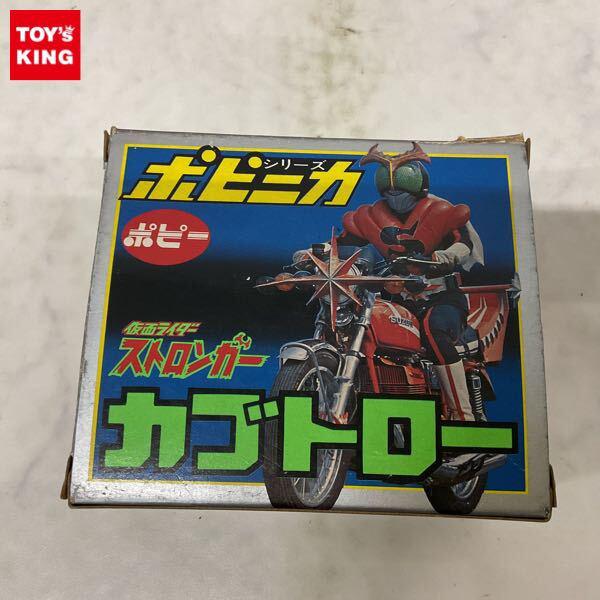 TOY's
KING
シリーズ
ポピニカ
ポピー
仮面ライダー
ストロンガー
カブトロー
S